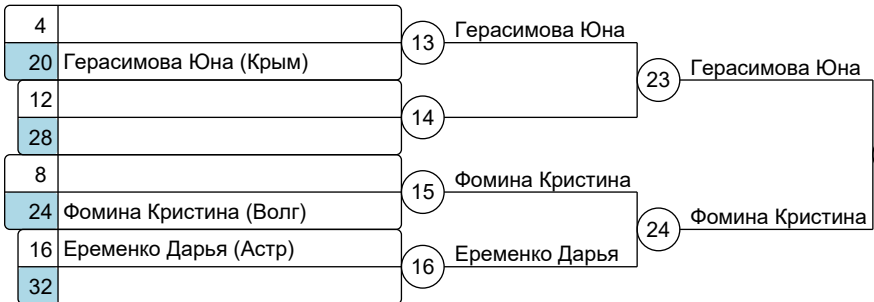 4
20 Герасимова Юна (Крым)
13 Герасимова Юна
12
28
14
23 Герасимова Юна
8
24 Фомина Кристина (Волг)
15 Фомина Кристина
16 Еременко Дарья (Астр)
32
16 Еременко Дарья
24 Фомина Кристина